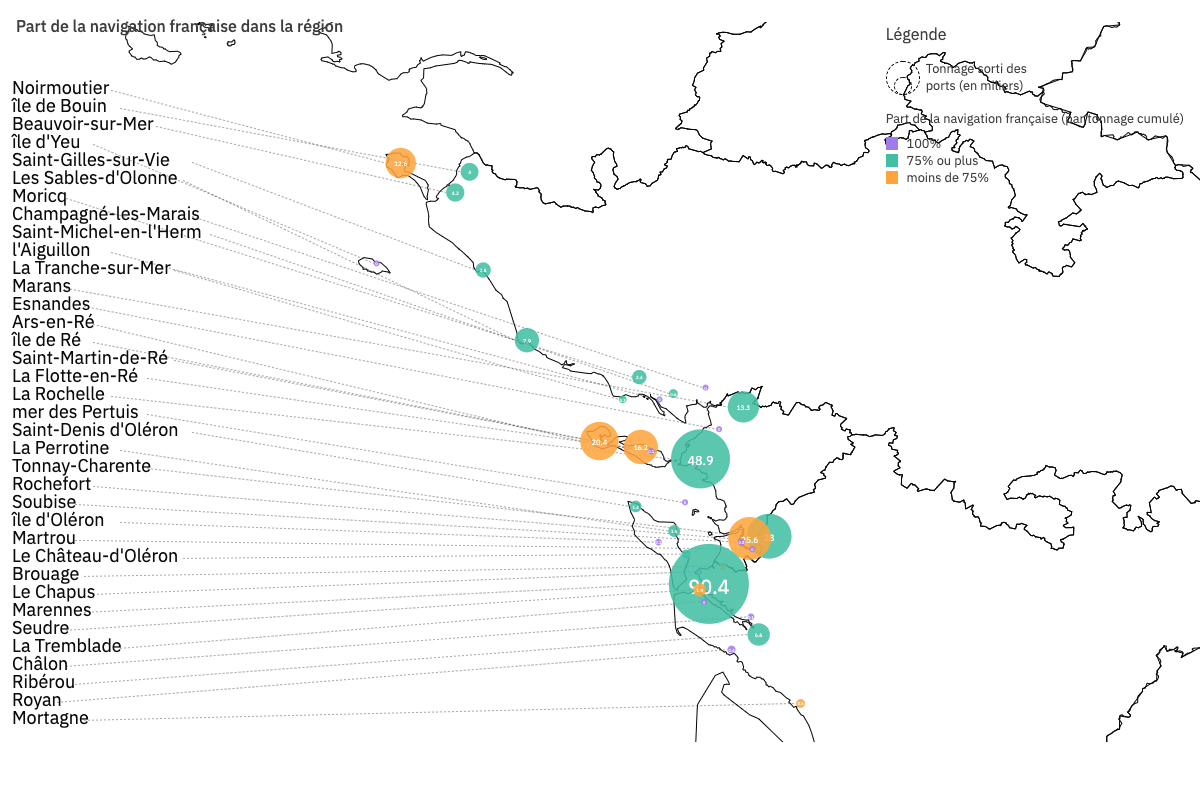 Part de la navigation française dans la région
Légende
Tonnage sorti des
ports (en milliers)
Part de la navigation française (par tonnage cumulé)
100%
75% ou plus
moins de 75%
Noirmoutier
île de Bouin
Beauvoir-sur-Mer
île d'Yeu
Saint-Gilles-sur-Vie
Les Sables-d'Olonne
Moricq
Champagné-les-Marais
Saint-Michel-en-l'Herm
l'Aiguillon
La Tranche-sur-Mer
Marans
Esnandes
Ars-en-Ré
île de Ré
Saint-Martin-de-Ré
La Flotte-en-Ré
La Rochelle
mer des Pertuis
Saint-Denis d'Oléron
La Perrotine
Tonnay-Charente
Rochefort
Soubise
île d'Oléron
Martrou
Le Château-d'Oléron
Brouage
Le Chapus
Marennes
Seudre
La Tremblade
Châlon
Ribérou
Royan
Mortagne
12.6
4
4.2
7.9
13.3
20.4
16.2
48.9
25.6
90.4
6.6